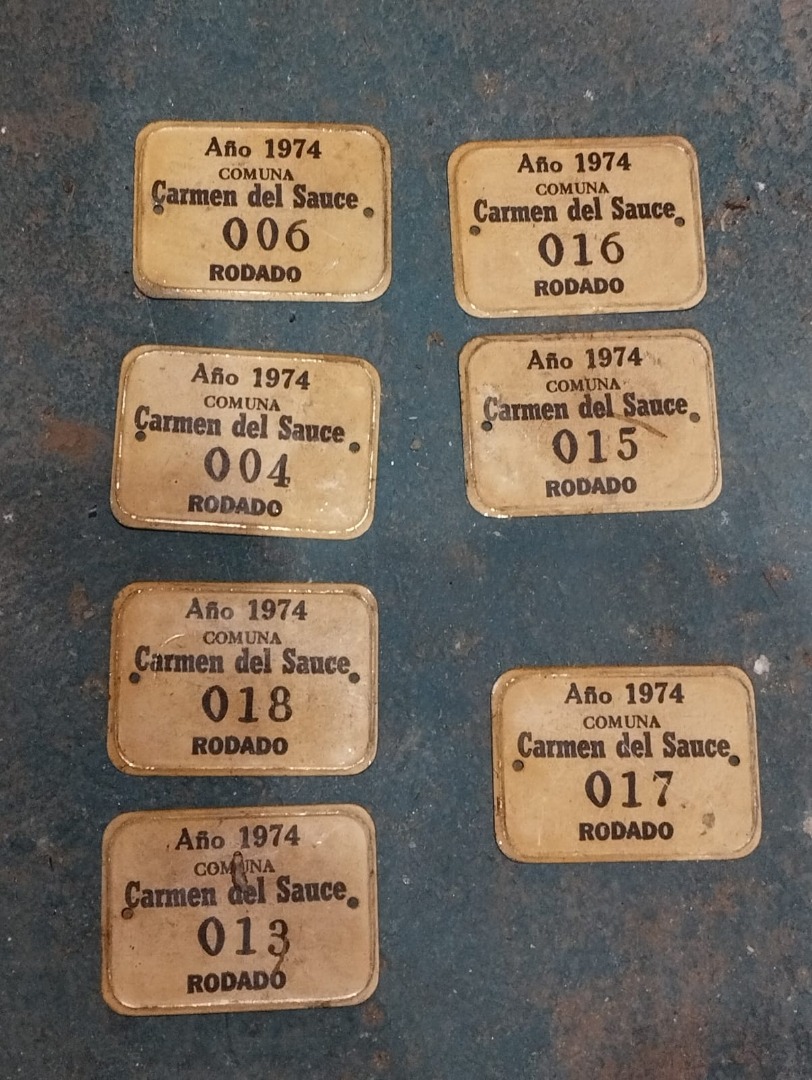 Año 1974
COMUNA
Carmen del Sauce
006
RODADO
Año 1974
COMUNA
Carmen del Sauce
016
RODADO
Año 1974
COMUNA
Carmen del Sauce
004
RODADO
Año 1974
COMUNA
Carmen del Sauce
015
RODADO
Año 1974
COMUNA
Carmen del Sauce
018
RODADO
Año 1974
COMUNA
Carmen del Sauce
017
RODADO
Año 1974
COMUNA
Carmen del Sauce
013
RODADO